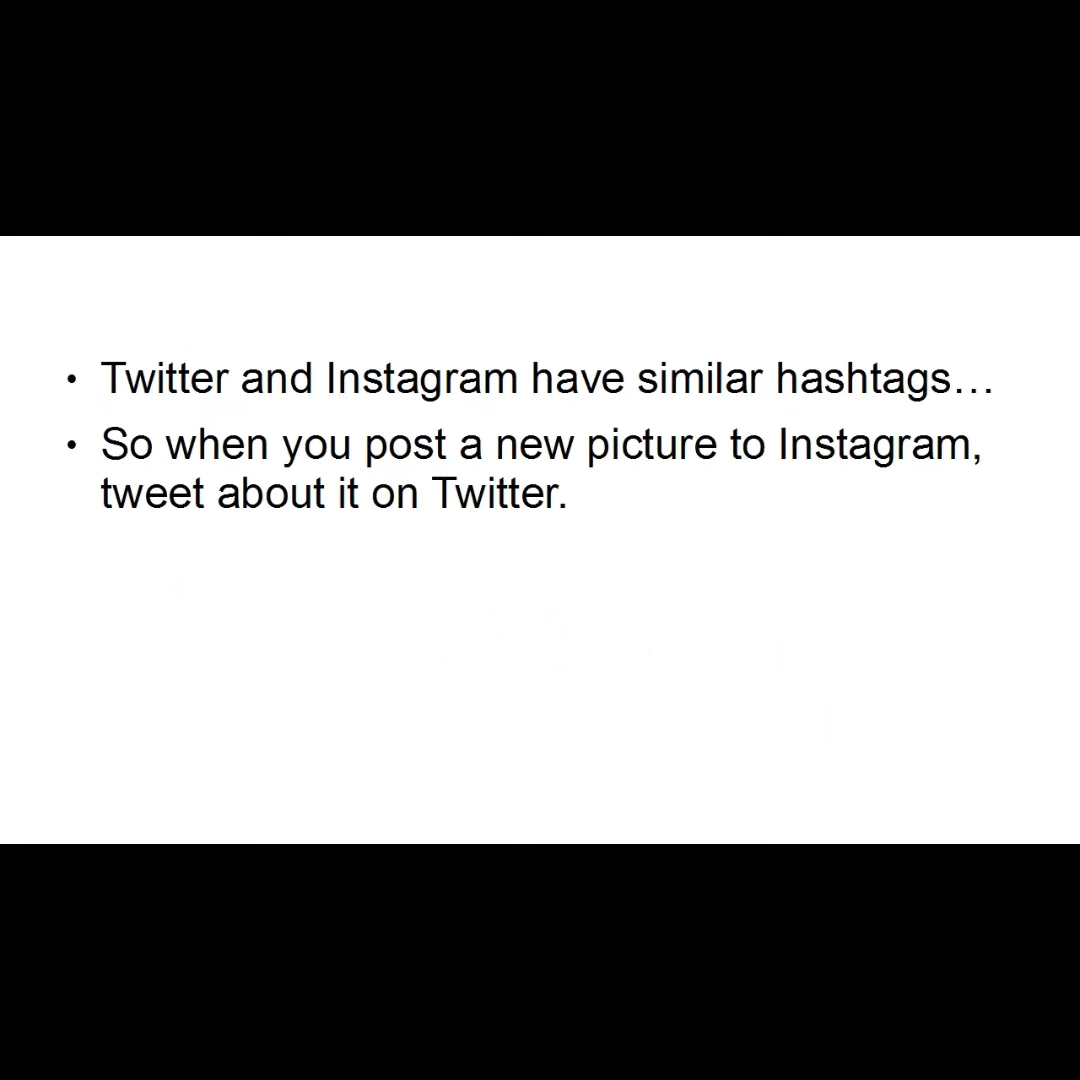 • Twitter and Instagram have similar hashtags…
• So when you post a new picture to Instagram,
tweet about it on Twitter.